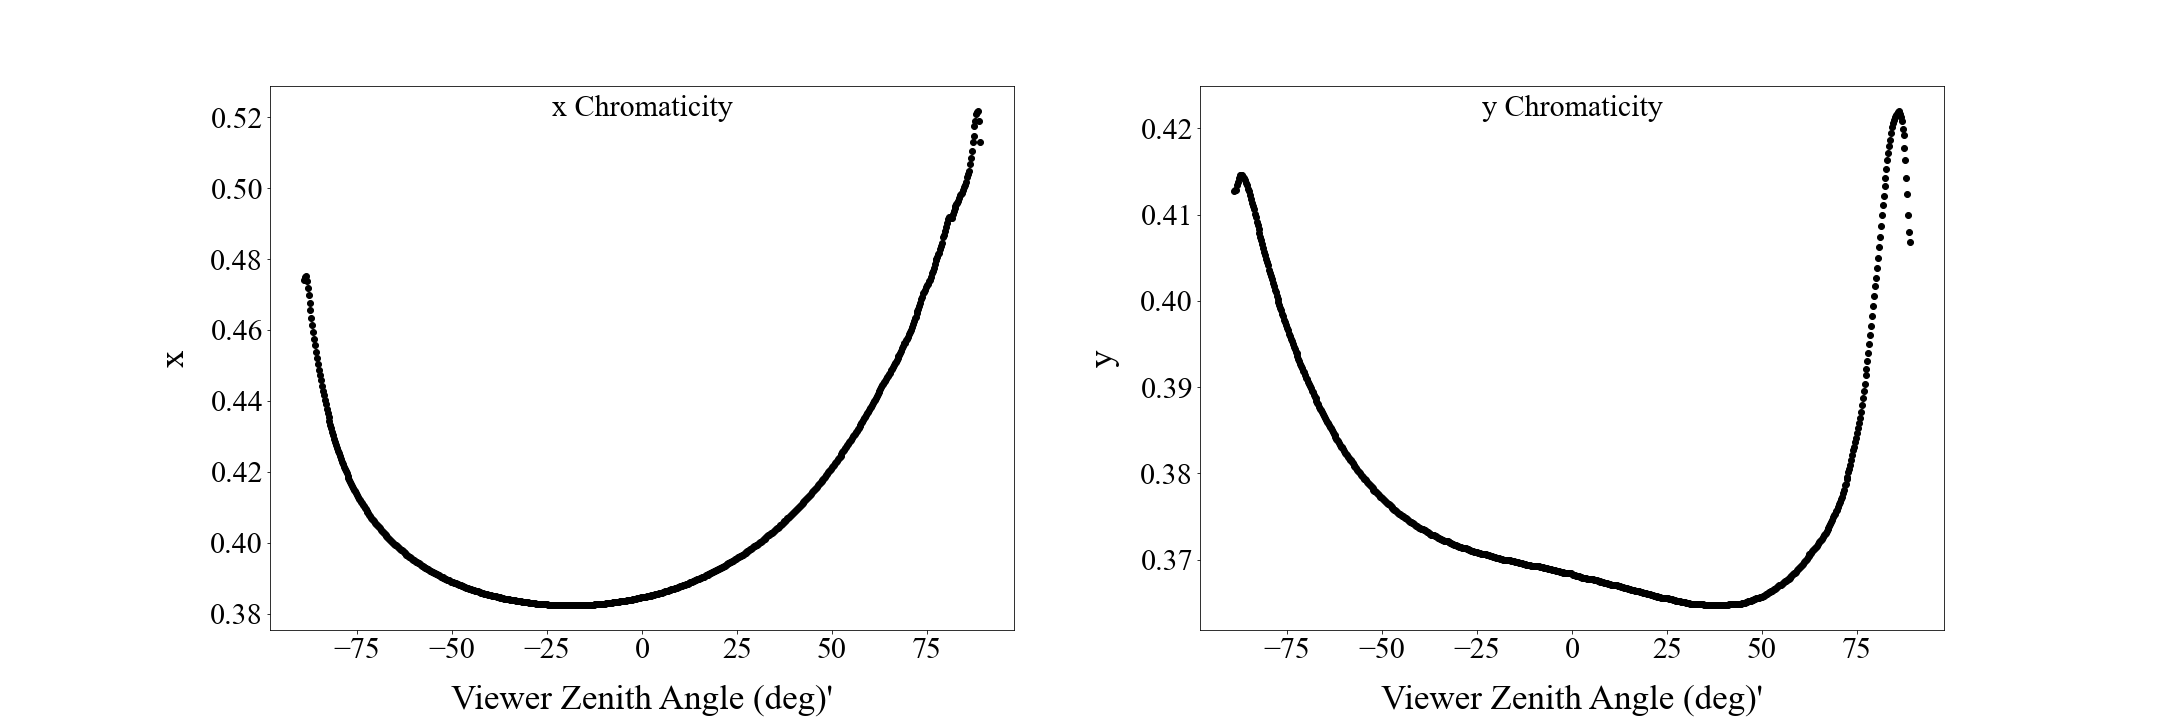 x Chromaticity
0.52
0.50
0.48
0.46
0.44
0.42
0.40
0.38
x
−75 −50 −25 0 25 50 75
Viewer Zenith Angle (deg)'
y Chromaticity
0.42
0.41
0.40
0.39
0.38
0.37
y
−75 −50 −25 0 25 50 75
Viewer Zenith Angle (deg)'